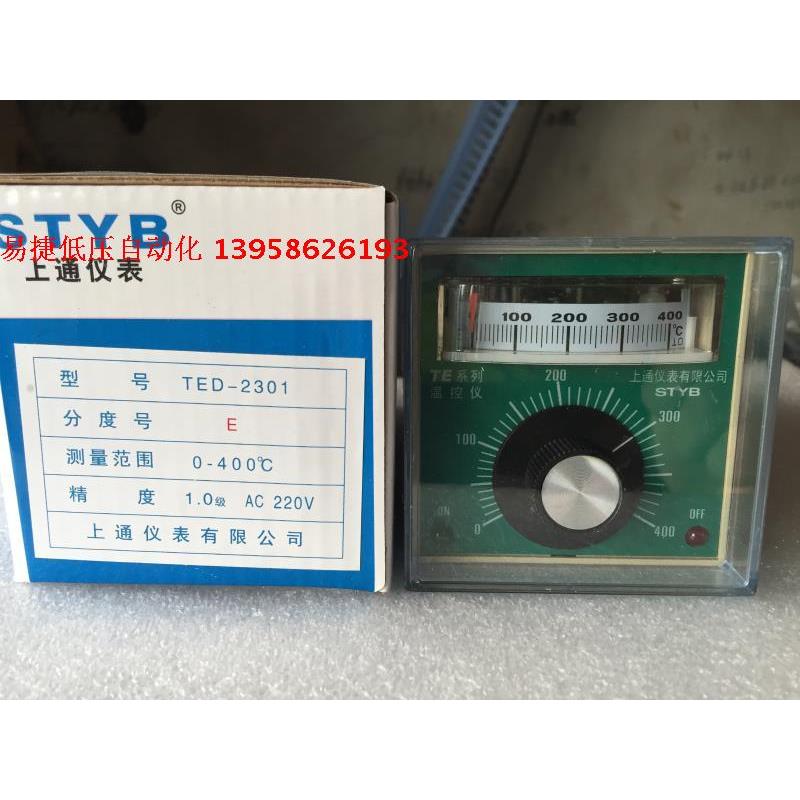 STYB®
易捷低压自动化 13958626193
上通仪表
型 号 TED-2301
分度号 E
测量范围 0-400℃
精 度 1.0级 AC 220V
上通仪表有限公司
100 200 300 400
℃
1.0
TE系列
温控仪
上通仪表有限公司
STYB
200
100
300
0
400
ON
OFF